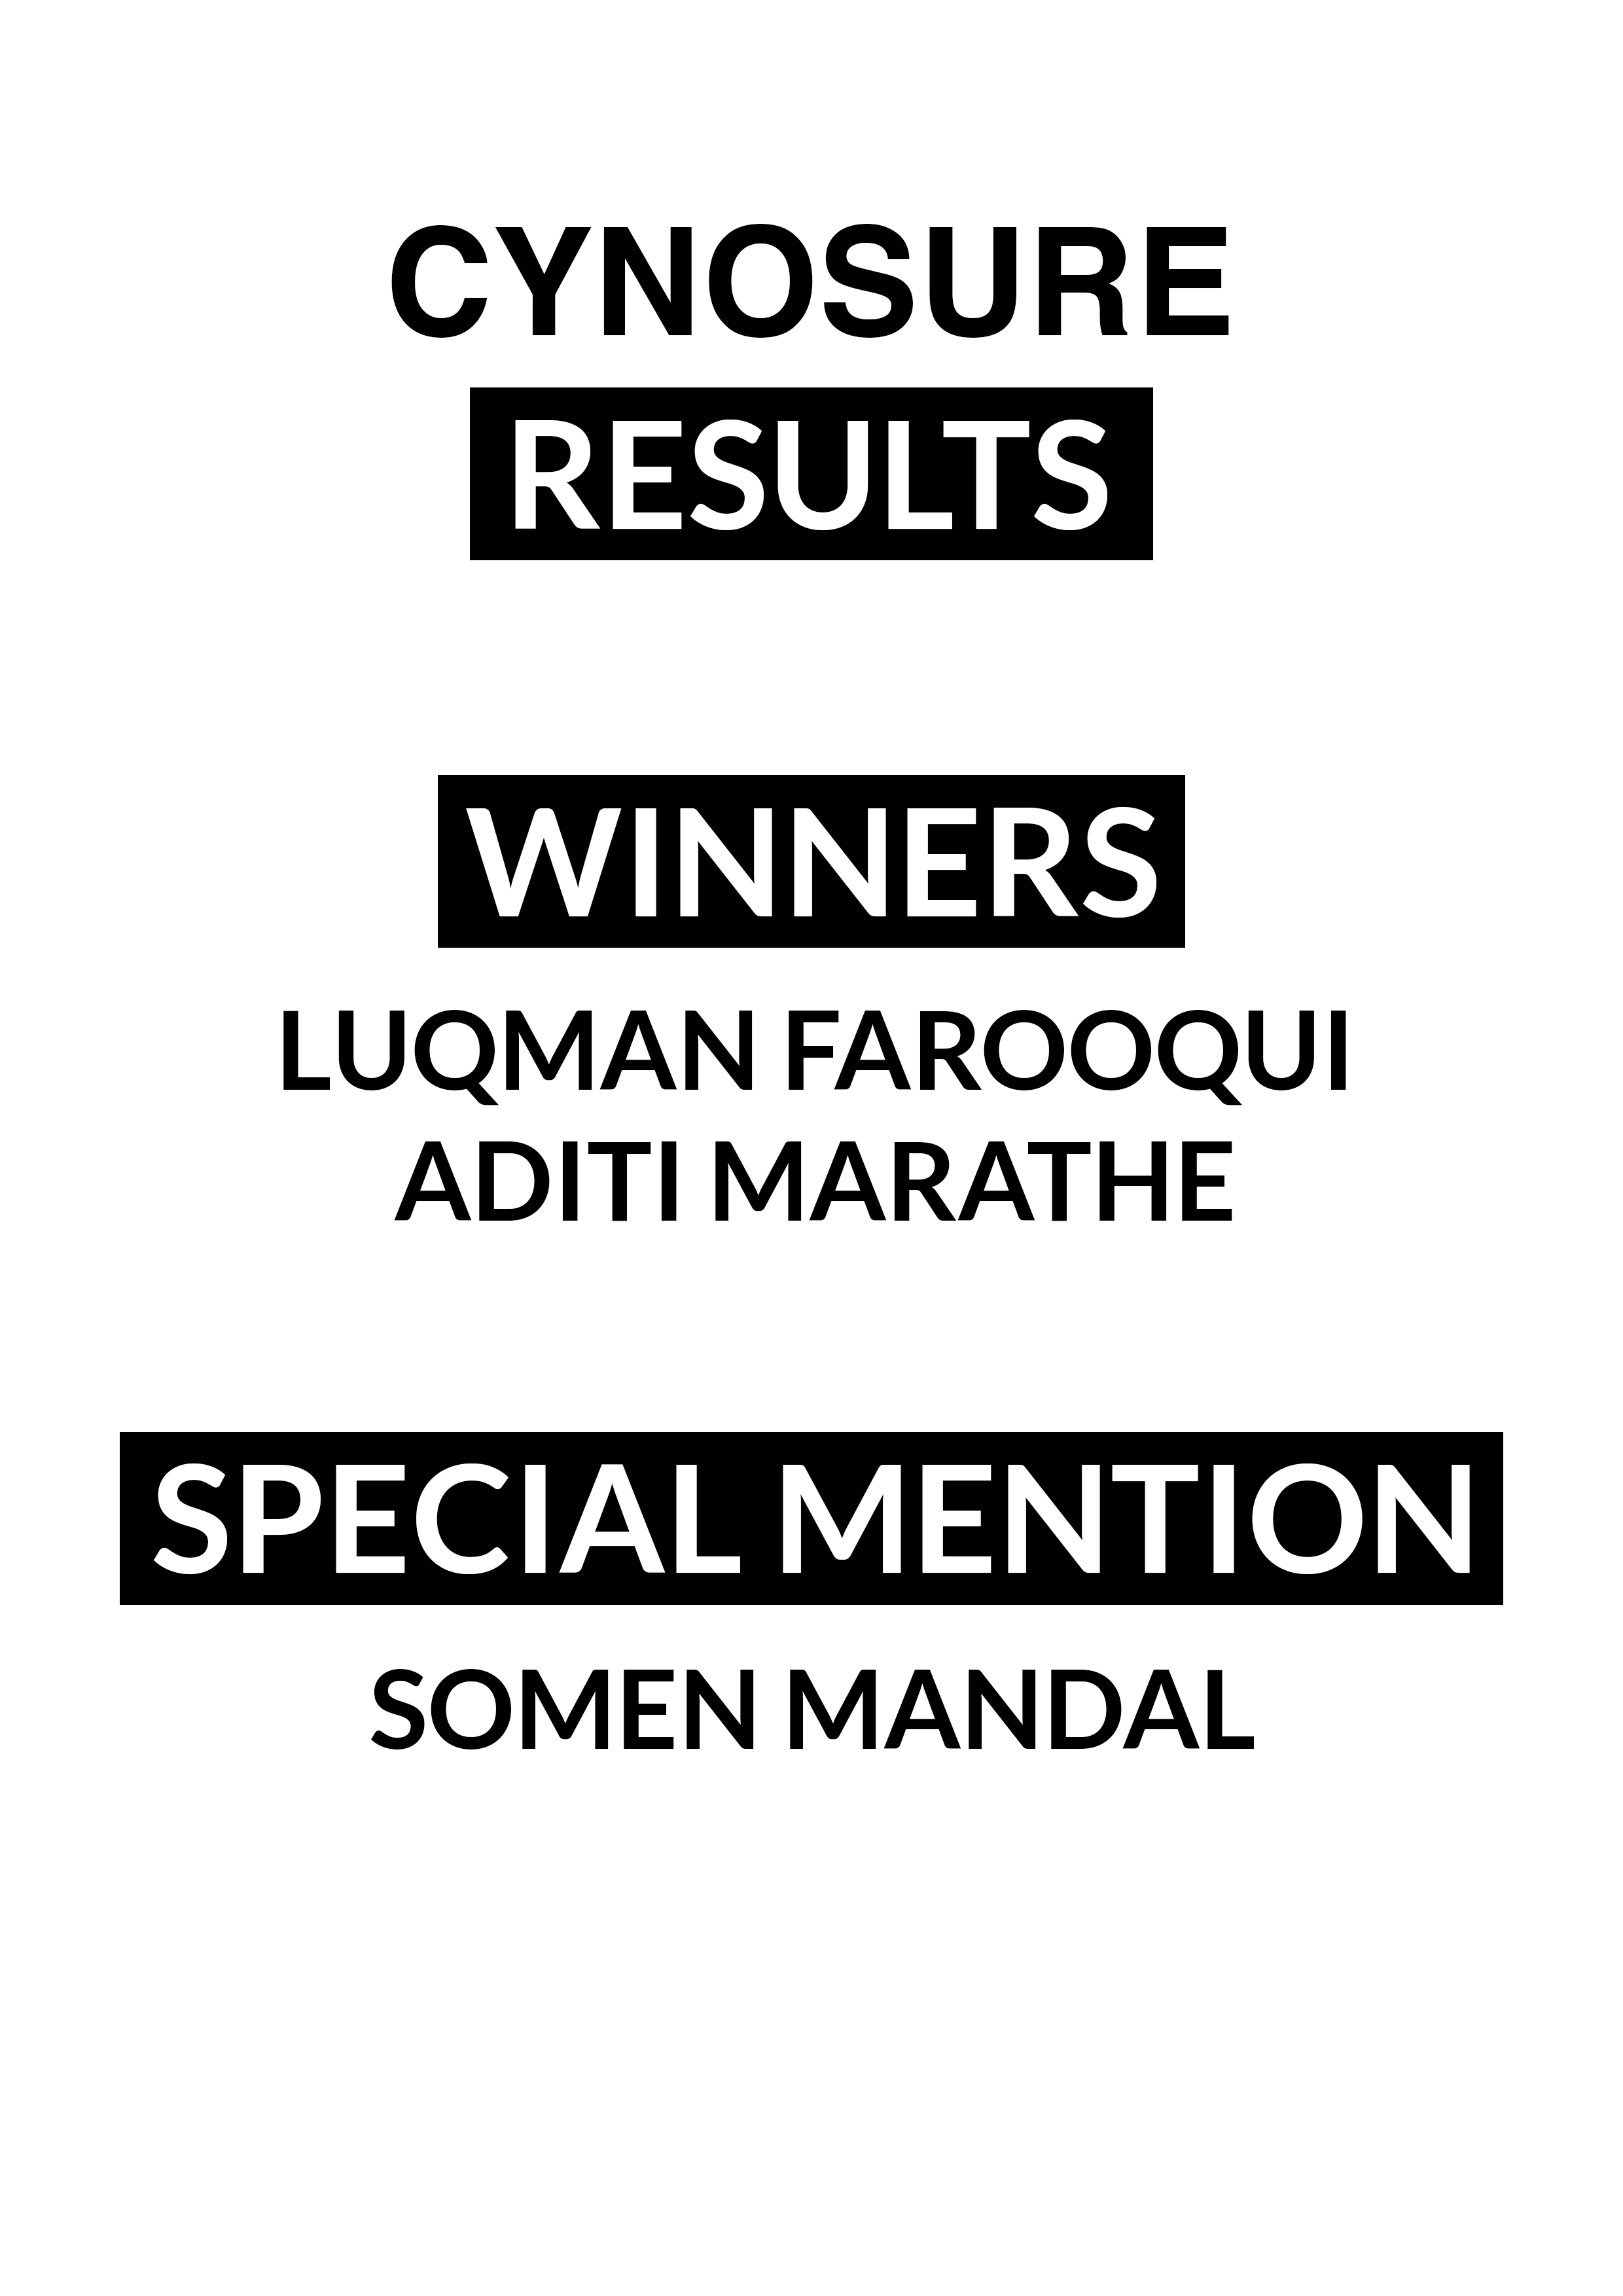 CYNOSURE
RESULTS
WINNERS
LUQMAN FAROOQUI
ADITI MARATHE
SPECIAL MENTION
SOMEN MANDAL